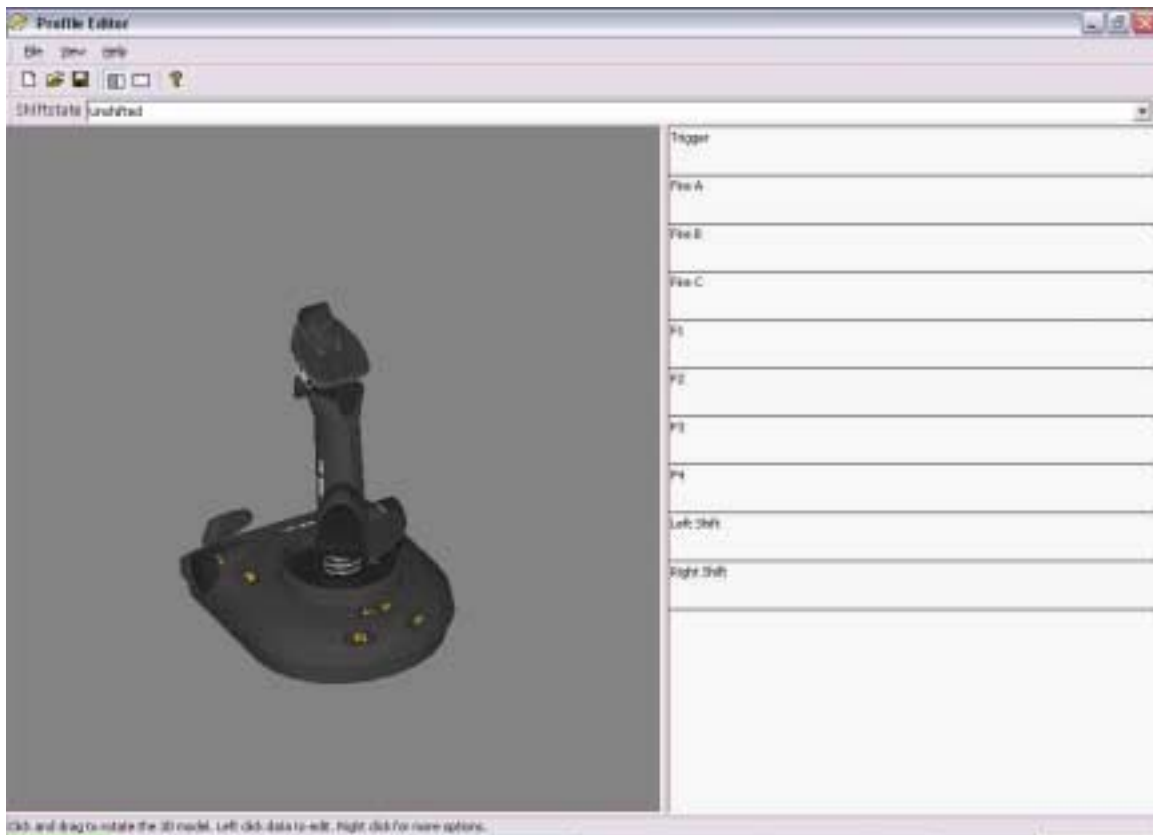 Profile Editor
File View Help
Shiftstate Unshifted
Trigger
Fire A
Fire B
Fire C
F1
F2
F3
F4
Left Shift
Right Shift
Click and drag to rotate the 3D model. Left click data to edit. Right click for more options.